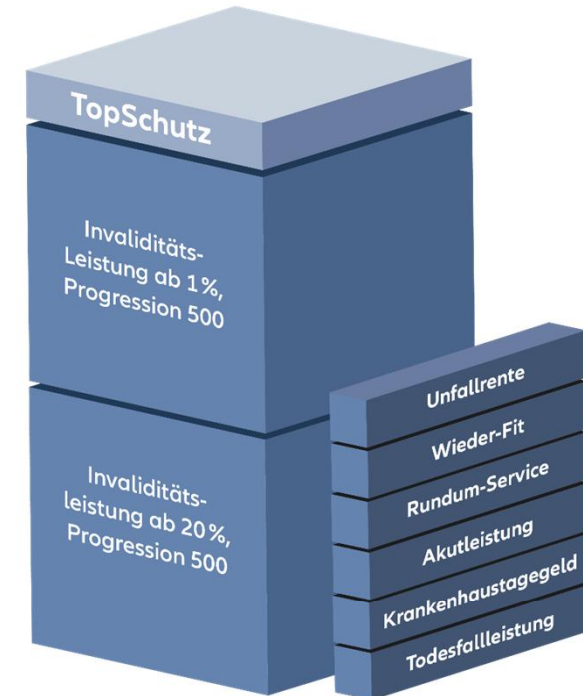 TopSchutz
Invaliditäts-
Leistung ab 1%,
Progression 500
Invaliditäts-
leistung ab 20%,
Progression 500
Unfallrente
Wieder-Fit
Rundum-Service
Akutleistung
Krankenhaustagegeld
Todesfallleistung